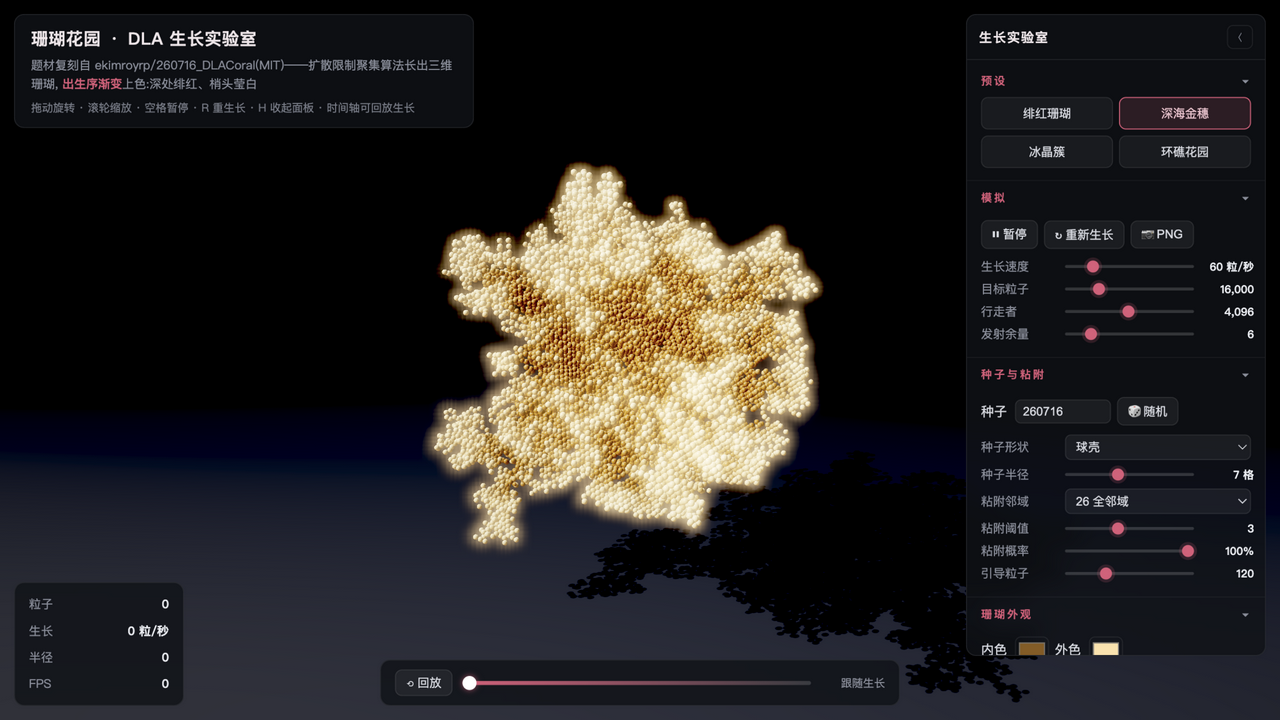 珊瑚花园 · DLA 生长实验室
题材复刻自 ekimroyrp/260716_DLACoral(MIT)——扩散限制聚集算法长出三维
珊瑚, 出生序渐变上色:深处绯红、梢头莹白
拖动旋转 · 滚轮缩放 · 空格暂停 · R 重生长 · H 收起面板 · 时间轴可回放生长
生长实验室
预设
绯红珊瑚
深海金穗
冰晶簇
环礁花园
模拟
暂停
↻ 重新生长
PNG
生长速度 60 粒/秒
目标粒子 16,000
行走者 4,096
发射余量 6
种子与粘附
种子 260716 随机
种子形状 球壳
种子半径 7 格
粘附邻域 26 全邻域
粘附阈值 3
粘附概率 100%
引导粒子 120
珊瑚外观
内色 外色
粒子 0
生长 0 粒/秒
半径 0
FPS 0
⟲ 回放
跟随生长